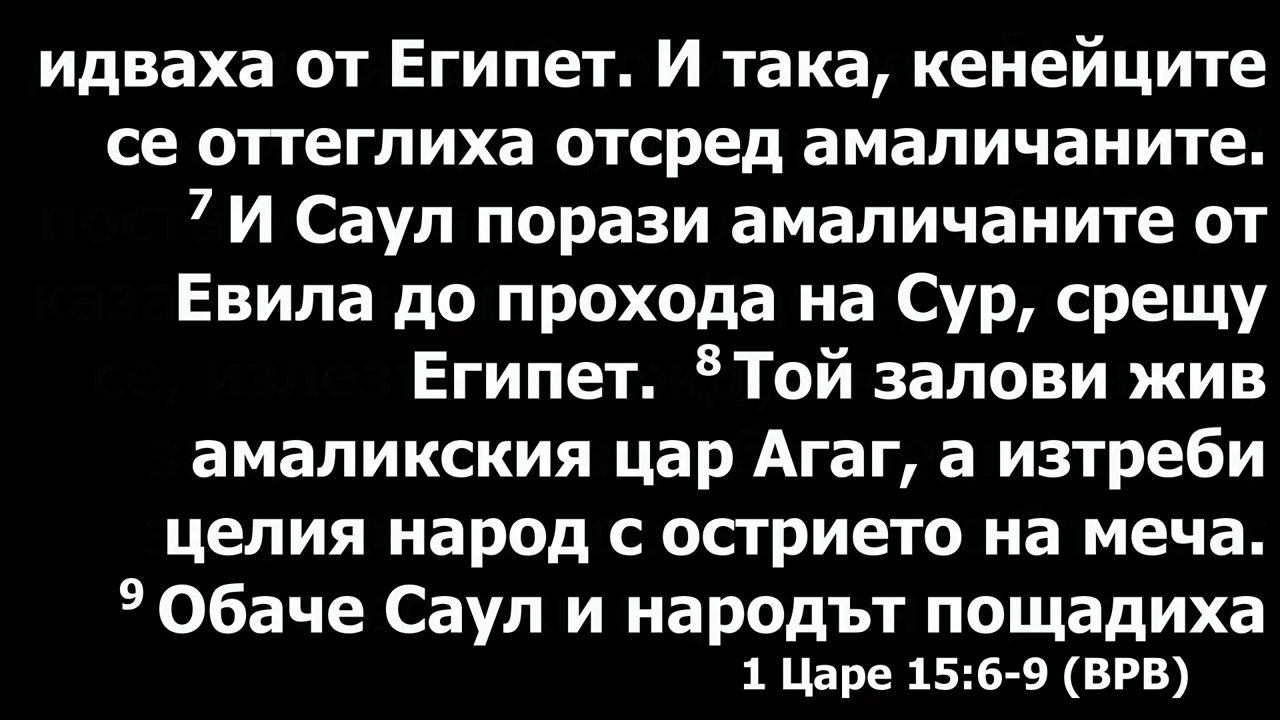 идваха от Египет. И така, кенейците
се оттеглиха отсред амаличаните.
7 И Саул порази амаличаните от
Евила до прохода на Сур, срещу
Египет. 8 Той залови жив
амаликския цар Агаг, а изтреби
целия народ с острието на меча.
9 Обаче Саул и народът пощадиха
1 Царе 15:6-9 (ВРВ)